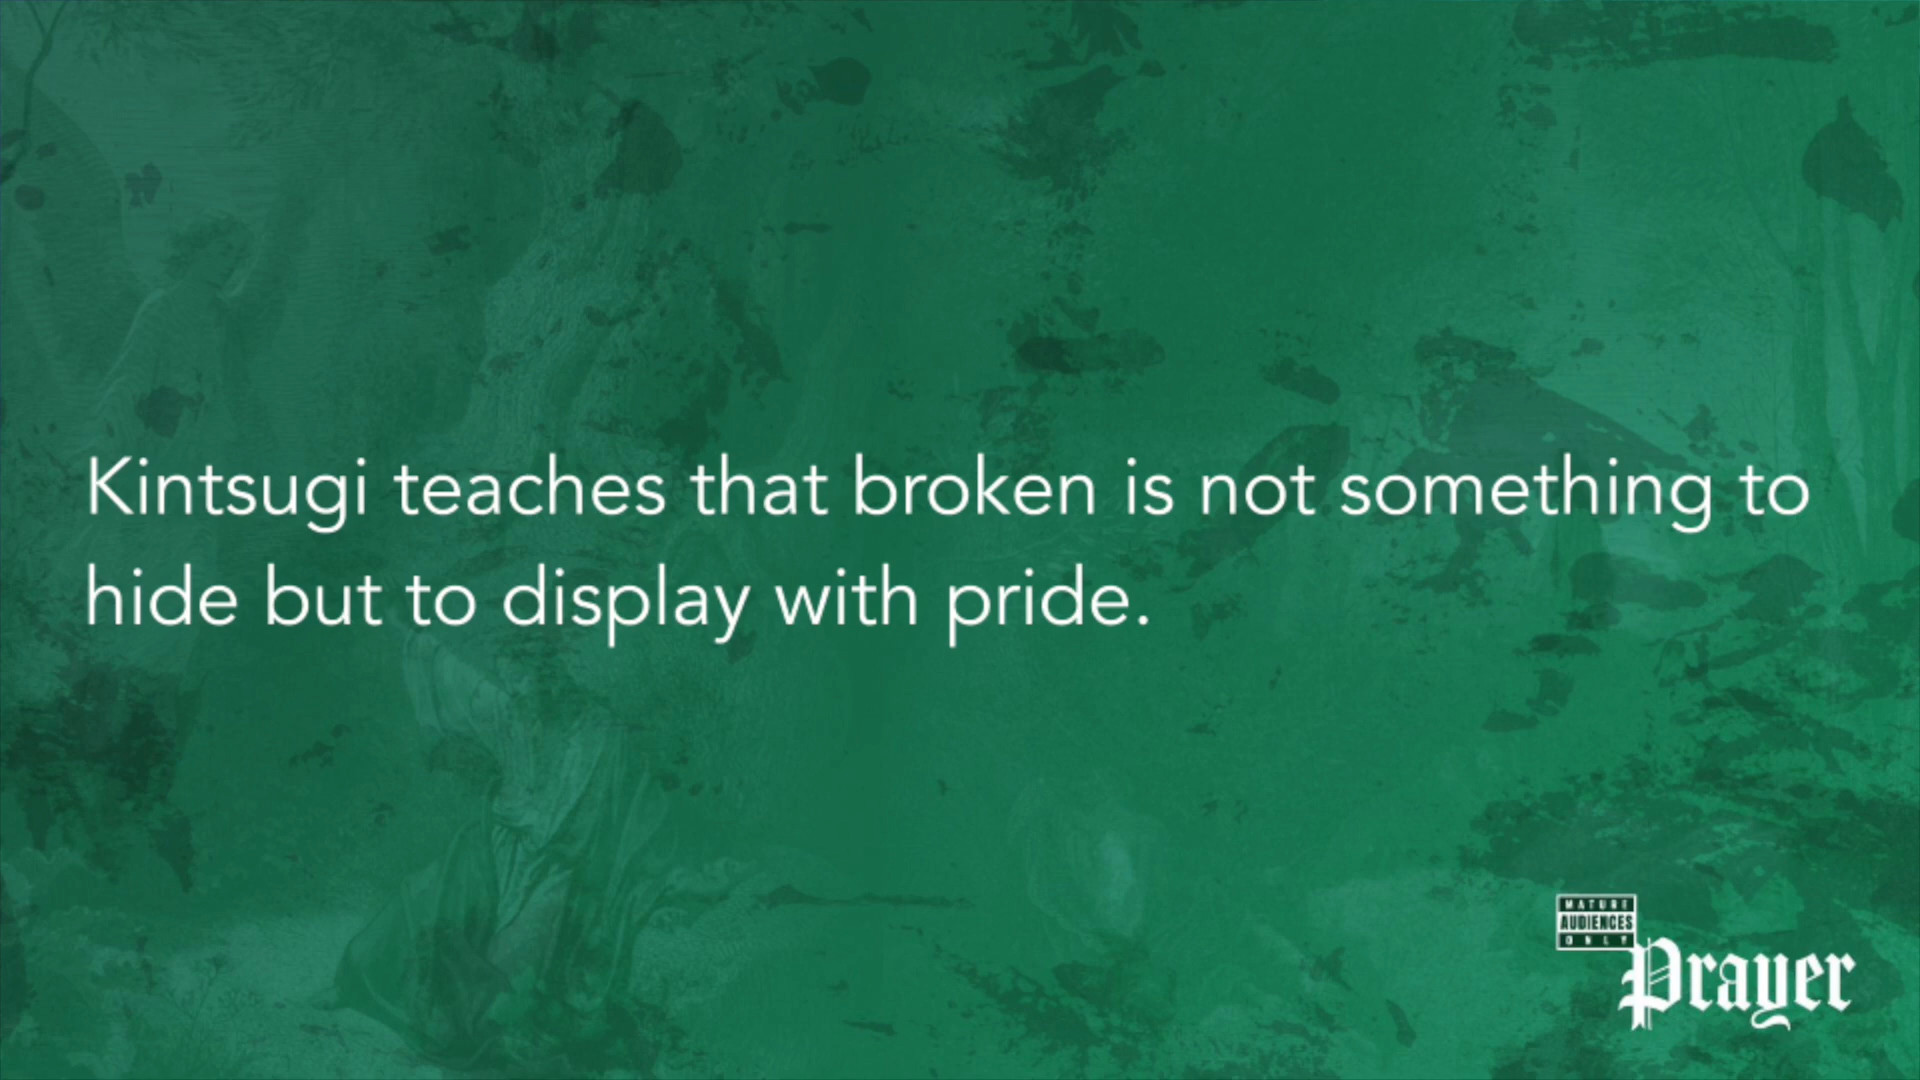 Kintsugi teaches that broken is not something to
hide but to display with pride.
MATURE
AUDIENCES
ONLY
Prayer